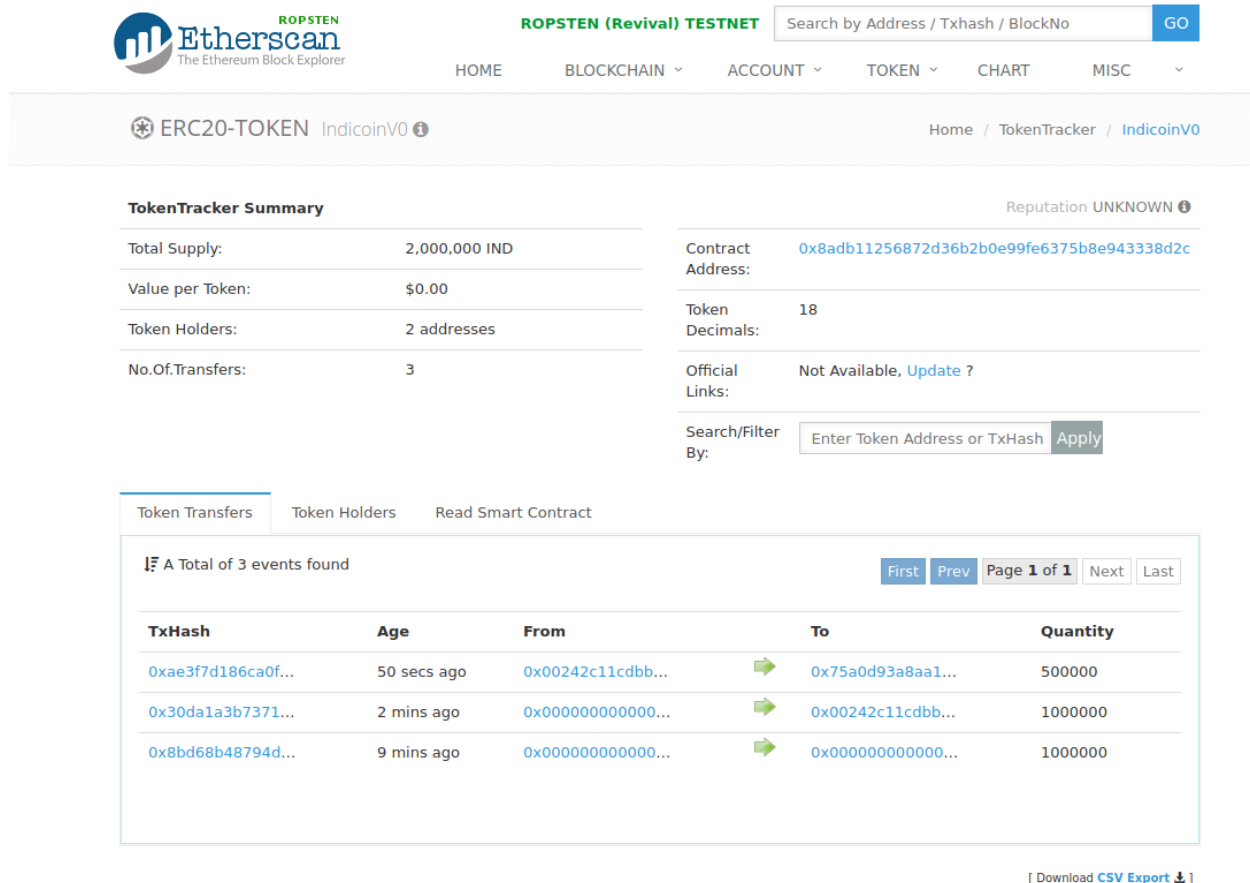 ROPSTEN
Etherscan
The Ethereum Block Explorer
ROPSTEN (Revival) TESTNET
Search by Address / Txhash / BlockNo
GO
HOME BLOCKCHAIN ACCOUNT TOKEN CHART MISC
ERC20-TOKEN IndicoinV0
Home / TokenTracker / IndicoinV0
TokenTracker Summary
Reputation UNKNOWN
Total Supply: 2,000,000 IND
Value per Token: $0.00
Token Holders: 2 addresses
No.Of.Transfers: 3
Contract Address: 0x8adb11256872d36b2b0e99fe6375b8e943338d2c
Token Decimals: 18
Official Links: Not Available, Update ?
Search/Filter By: Enter Token Address or TxHash Apply
Token Transfers Token Holders Read Smart Contract
A Total of 3 events found
First Prev Page 1 of 1 Next Last
TxHash Age From To Quantity
0xae3f7d186ca0f... 50 secs ago 0x00242c11cdbb... 0x75a0d93a8aa1... 500000
0x30da1a3b7371... 2 mins ago 0x000000000000... 0x00242c11cdbb... 1000000
0x8bd68b48794d... 9 mins ago 0x000000000000... 0x000000000000... 1000000
[ Download CSV Export ]